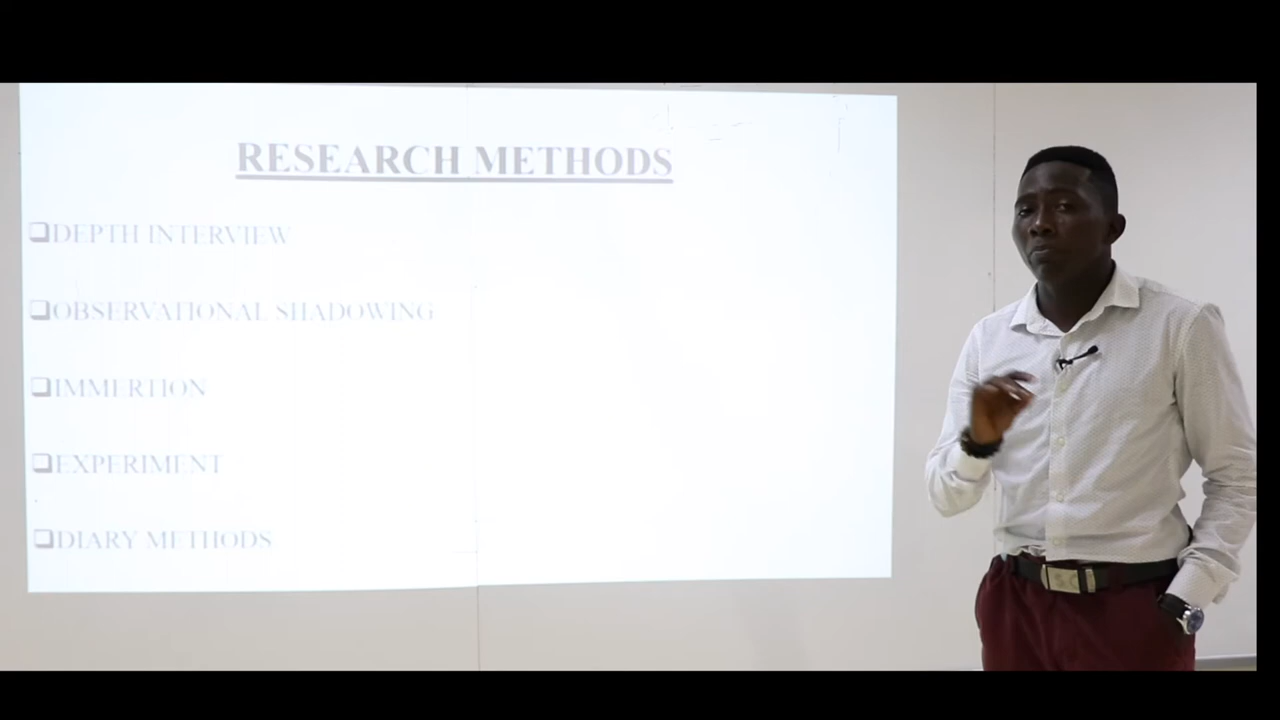 RESEARCH METHODS
❑DEPTH INTERVIEW
❑OBSERVATIONAL SHADOWING
❑IMMERTION
❑EXPERIMENT
❑DIARY METHODS